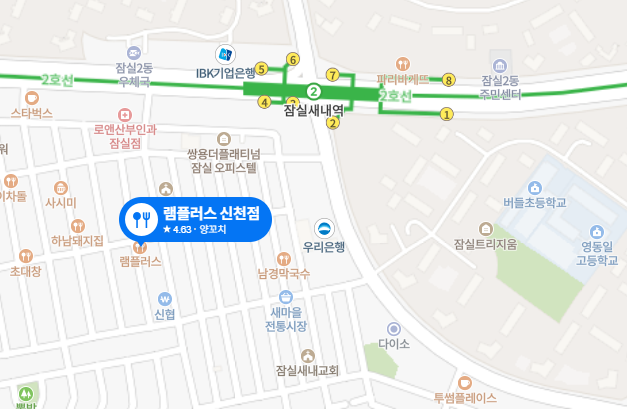 6
5
IBK기업은행
7
잠실2동
우체국
2호선
파리바게뜨
8
잠실2동
주민센터
2
2호선
4
3
잠실새내역
1
2
스타벅스
로앤산부인과
잠실점
쌍용더플래티넘
잠실 오피스텔
워
이차돌
사시미
램플러스 신천점
★ 4.63 · 양꼬치
버들초등학교
하남돼지집
우리은행
잠실트리지움
영동일
고등학교
램플러스
초대창
남경막국수
신협
새마을
전통시장
다이소
잠실새내교회
투썸플레이스